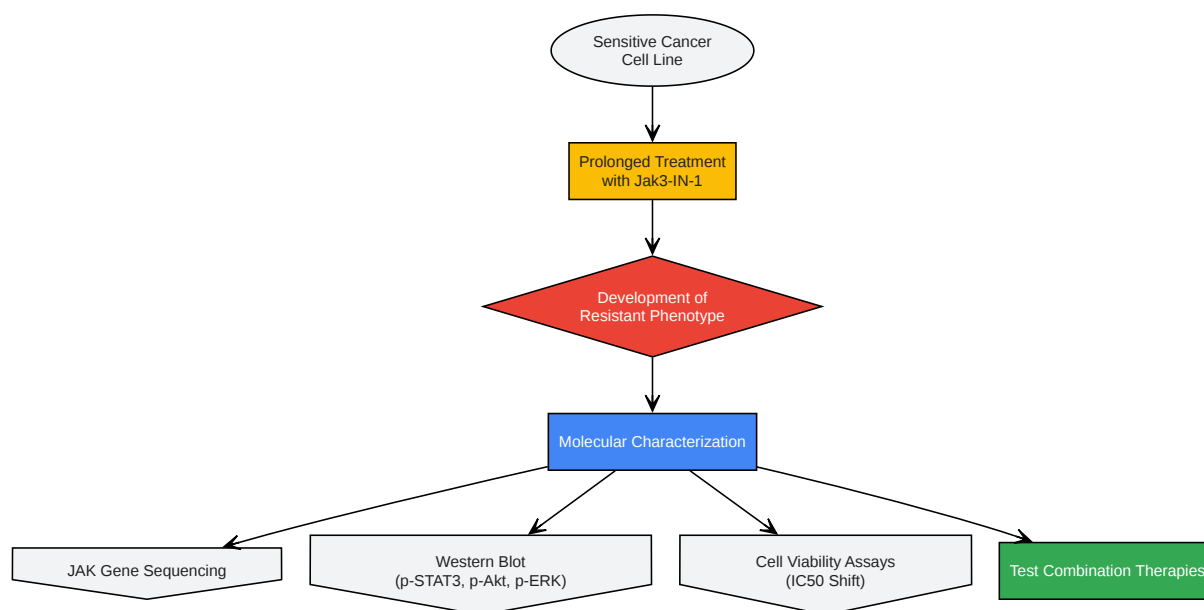 Sensitive Cancer
Cell Line
Prolonged Treatment
with Jak3-IN-1
Development of
Resistant Phenotype
Molecular Characterization
JAK Gene Sequencing
Western Blot
(p-STAT3, p-Akt, p-ERK)
Cell Viability Assays
(IC50 Shift)
Test Combination Therapies